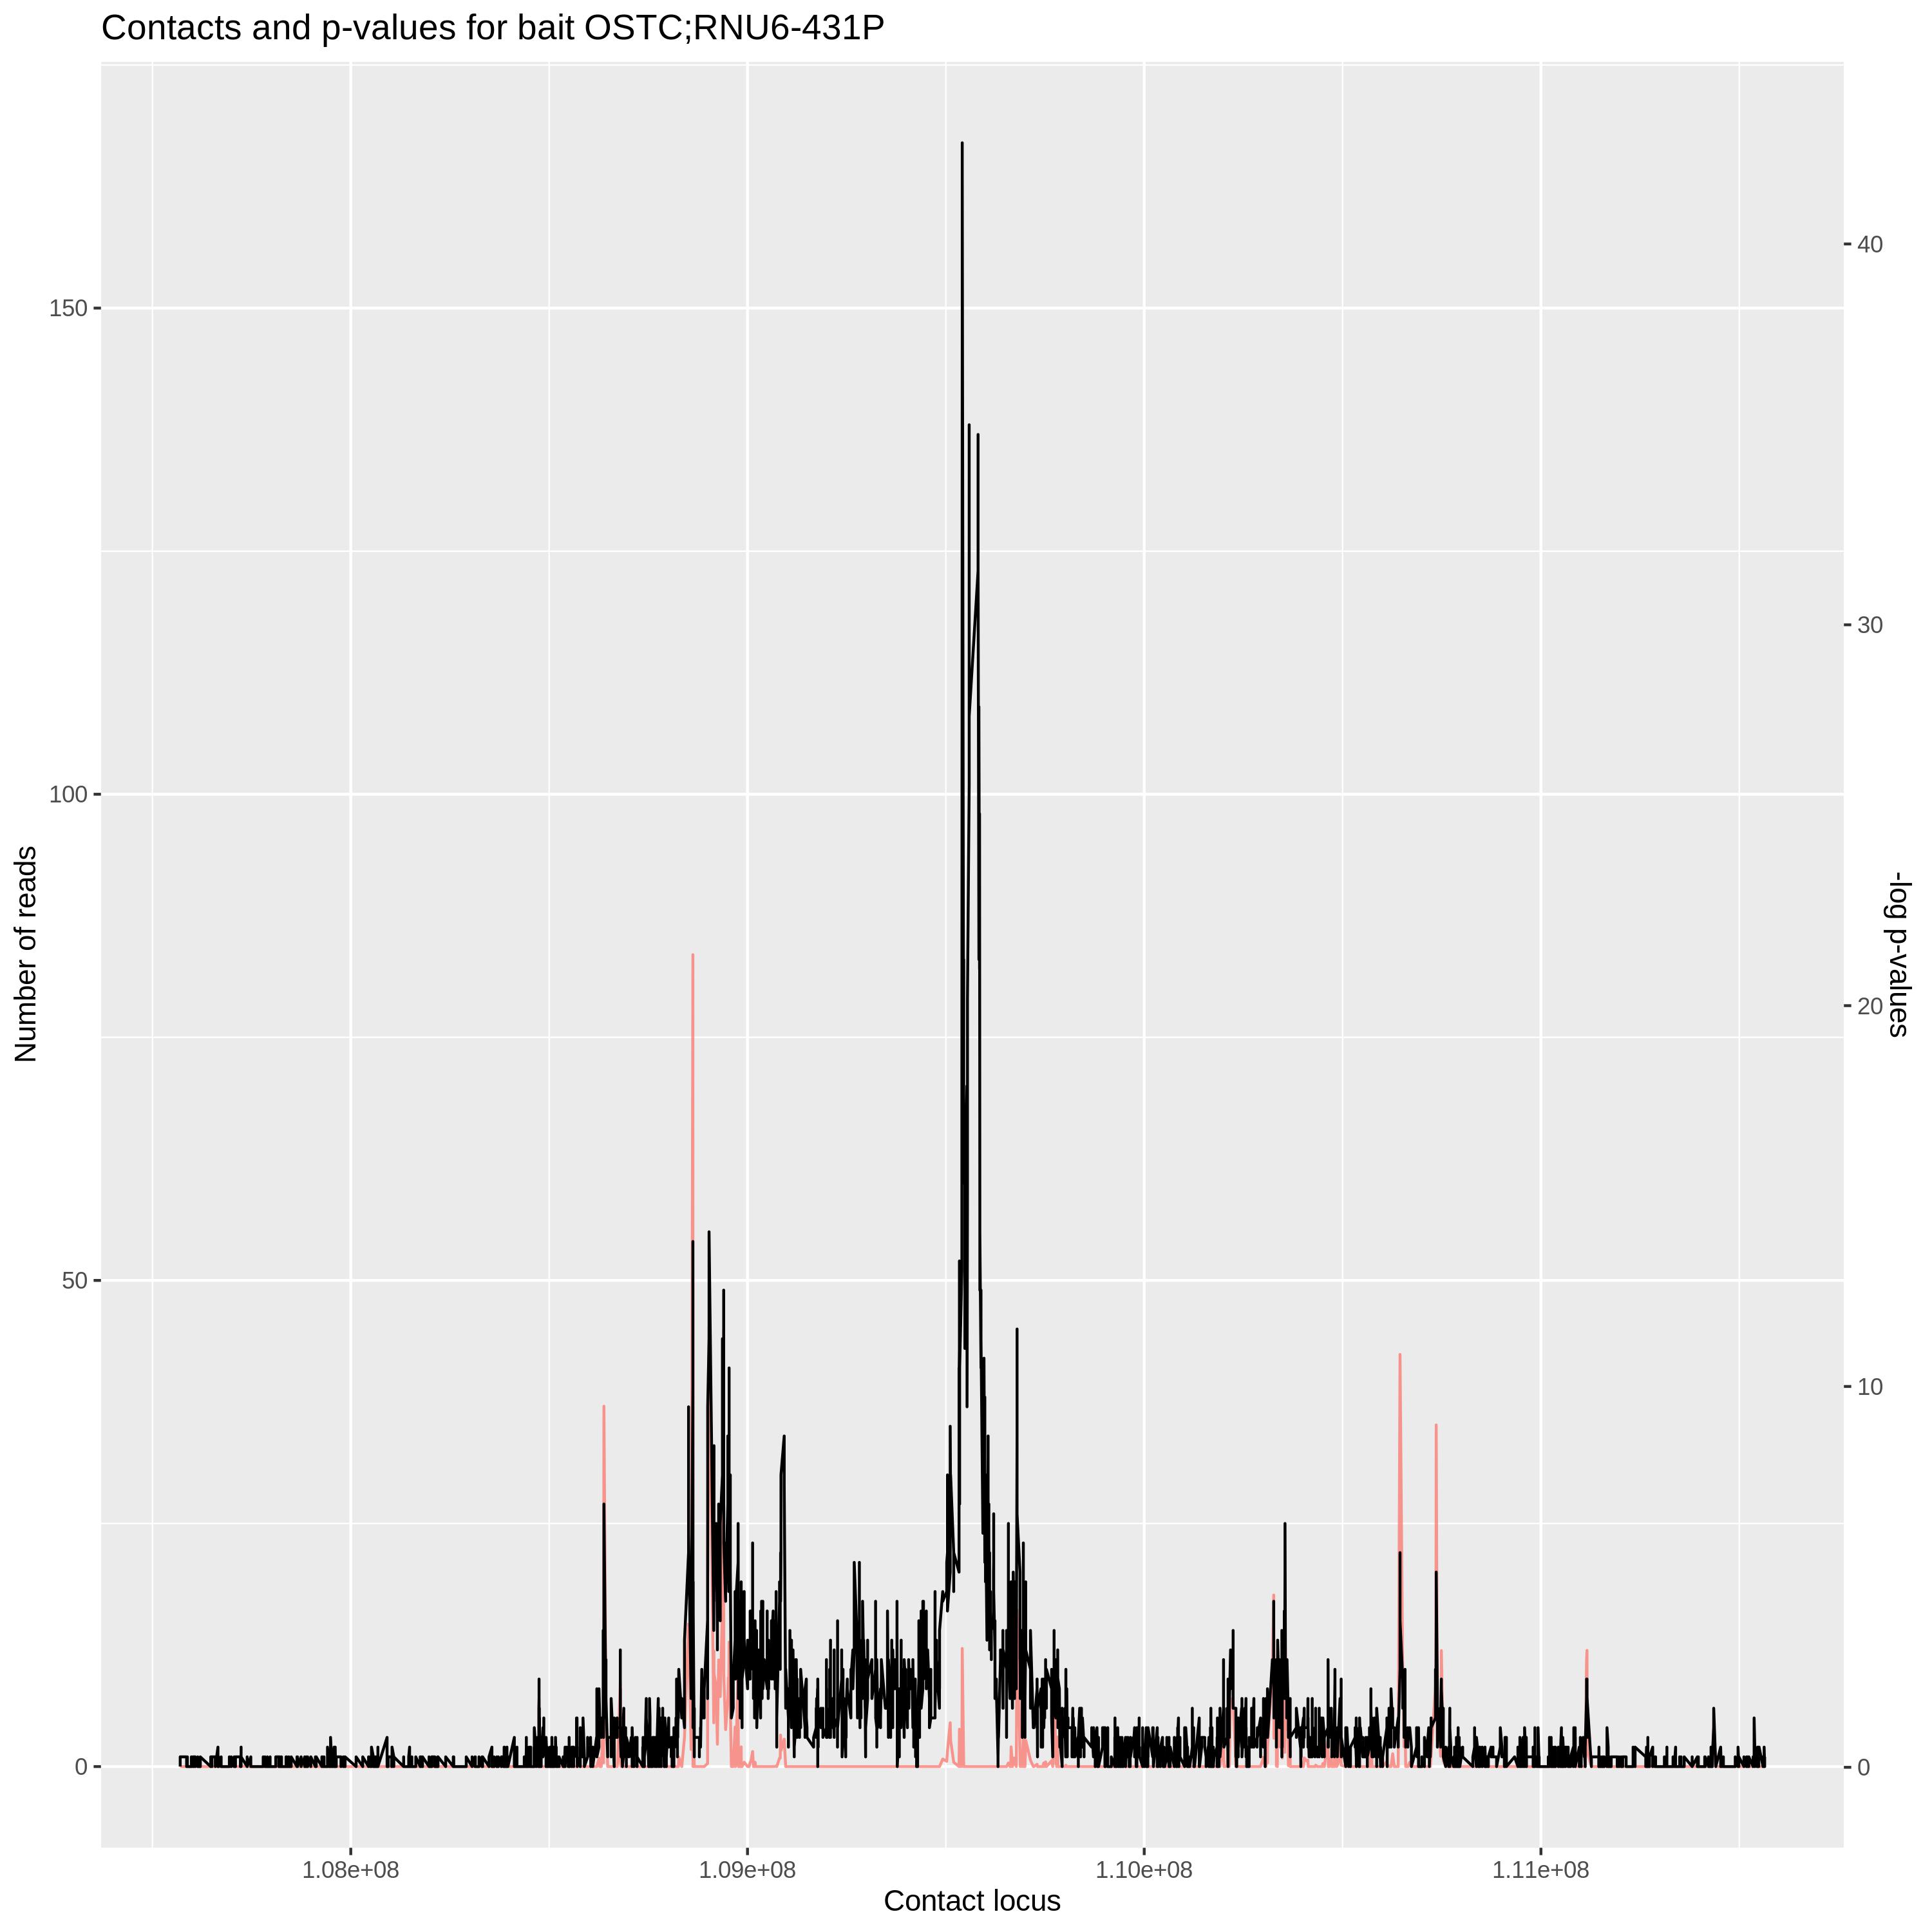 Contacts and p-values for bait OSTC;RNU6-431P
Number of reads
150
100
50
0
40
30
20
10
0
-log p-values
1.08e+08
1.09e+08
1.10e+08
1.11e+08
Contact locus